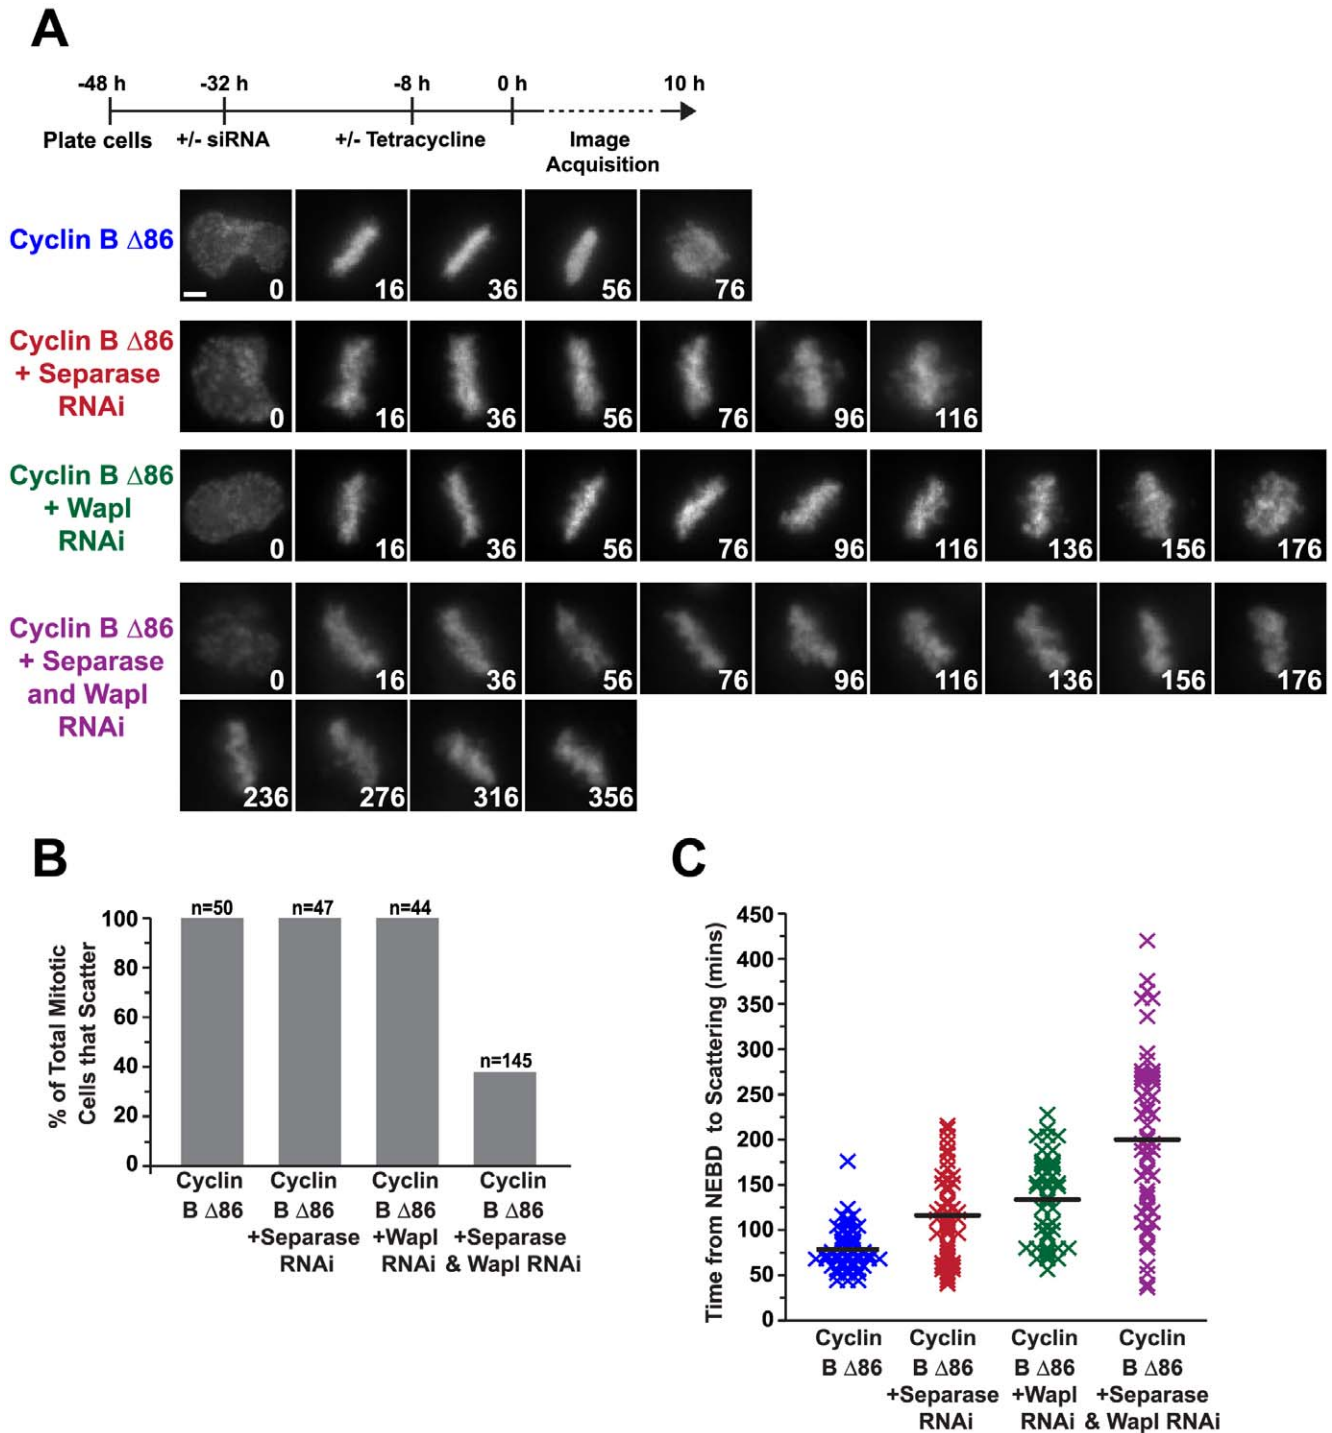 A
-48 h -32 h -8 h 0 h 10 h
Plate cells +/- siRNA +/- Tetracycline Image
Acquisition
Cyclin B Δ86
0 16 36 56 76
Cyclin B Δ86
+ Separase
RNAi
0 16 36 56 76 96 116
Cyclin B Δ86
+ Wapl
RNAi
0 16 36 56 76 96 116 136 156 176
Cyclin B Δ86
+ Separase
and Wapl
RNAi
0 16 36 56 76 96 116 136 156 176
236 276 316 356
B
% of Total Mitotic
Cells that Scatter
100
80
60
40
20
0
n=50 n=47 n=44
n=145
Cyclin Cyclin Cyclin Cyclin
B Δ86 B Δ86 B Δ86 B Δ86
+Separase +Wapl +Separase
RNAi RNAi & Wapl RNAi
C
Time from NEBD to Scattering (mins)
450
400
350
300
250
200
150
100
50
0
Cyclin Cyclin Cyclin Cyclin
B Δ86 B Δ86 B Δ86 B Δ86
+Separase +Wapl +Separase
RNAi RNAi & Wapl RNAi